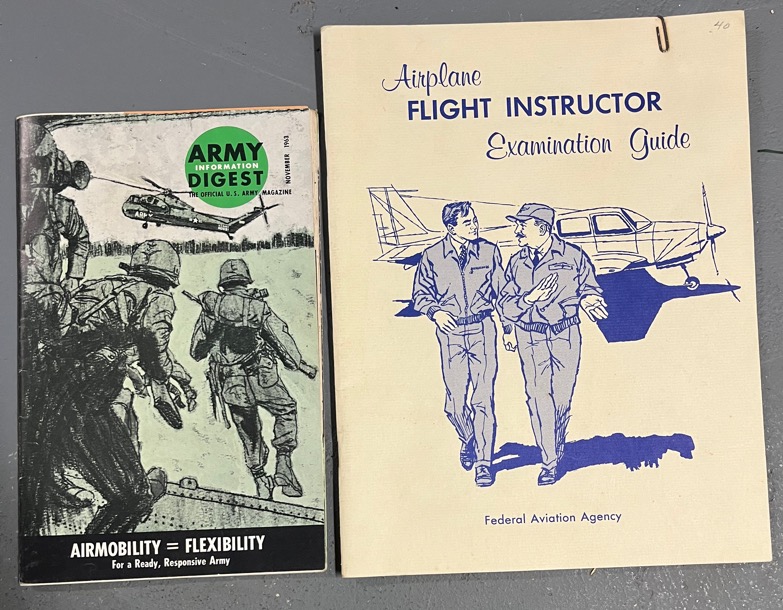 ARMY
INFORMATION
DIGEST
THE OFFICIAL U.S. ARMY MAGAZINE
NOVEMBER 1963
AIRMOBILITY = FLEXIBILITY
For a Ready, Responsive Army
40
Airplane
FLIGHT INSTRUCTOR
Examination Guide
Federal Aviation Agency